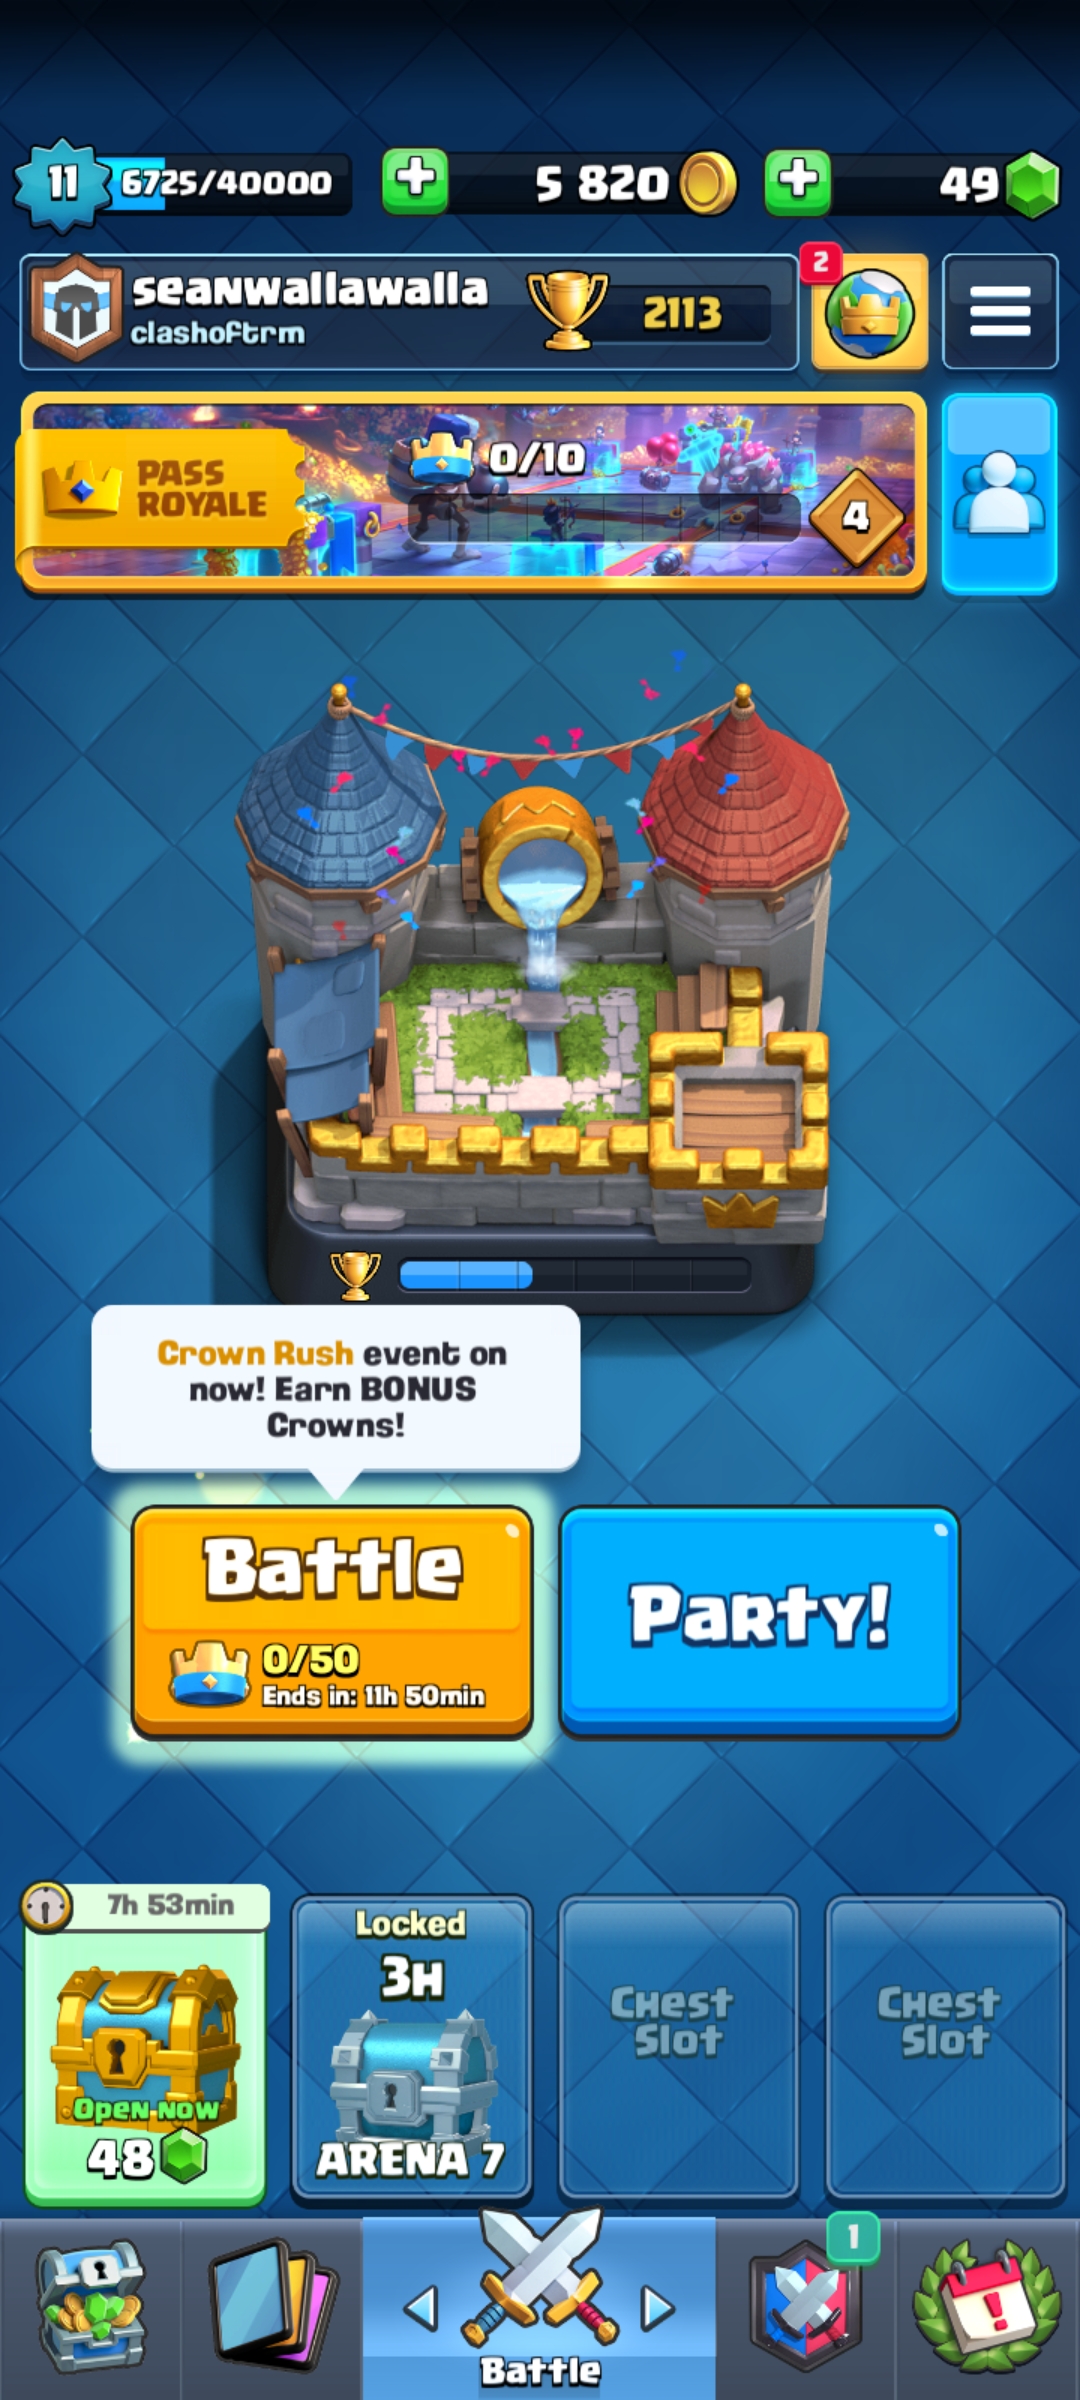 11
6725/40000
5 820
49
seanwallawalla
clashoftrm
2113
2
PASS
ROYALE
0/10
4
Crown Rush event on
now! Earn BONUS
Crowns!
Battle
0/50
Ends in: 11h 50min
Party!
7h 53min
Open now
48
Locked
3H
ARENA 7
Chest
Slot
Chest
Slot
1
Battle